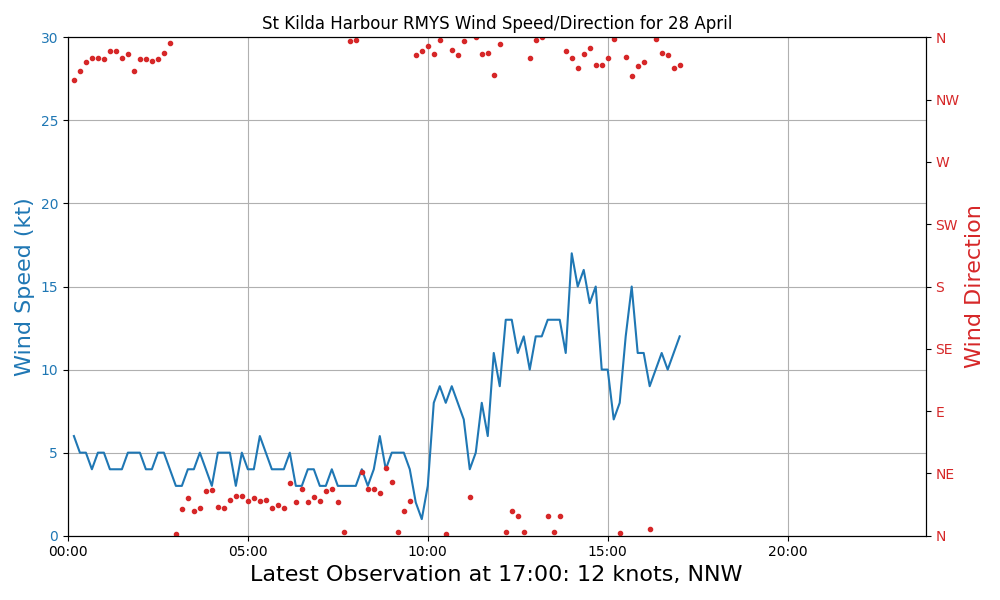 St Kilda Harbour RMYS Wind Speed/Direction for 28 April
30
25
20
15
10
5
0
Wind Speed (kt)
N
NW
W
SW
S
SE
E
NE
N
Wind Direction
00:00 05:00 10:00 15:00 20:00
Latest Observation at 17:00: 12 knots, NNW